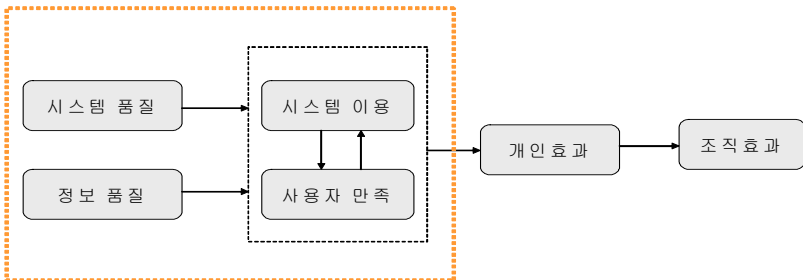 시스템 품질
시스템 이용
개인효과
조직효과
정보 품질
사용자 만족